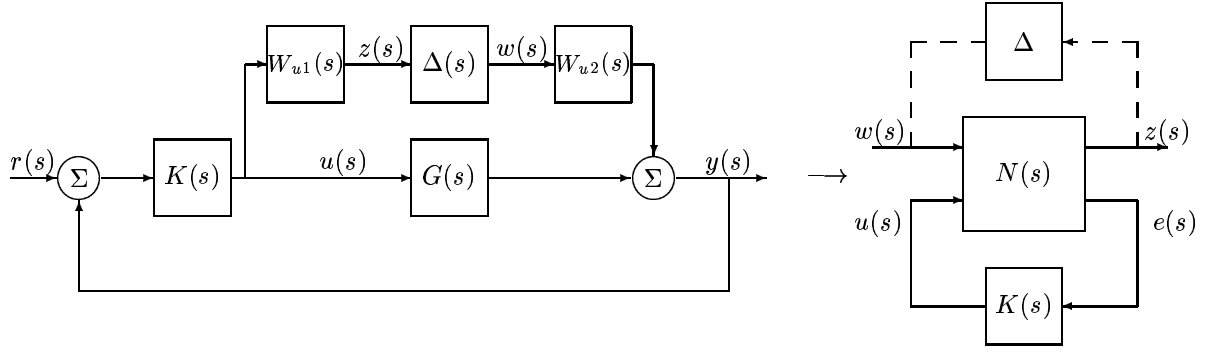 W_{u1}(s) z(s) Δ(s) w(s) W_{u2}(s)
r(s) Σ K(s) u(s) G(s) Σ y(s)
→
Δ
w(s) z(s)
N(s)
u(s) e(s)
K(s)